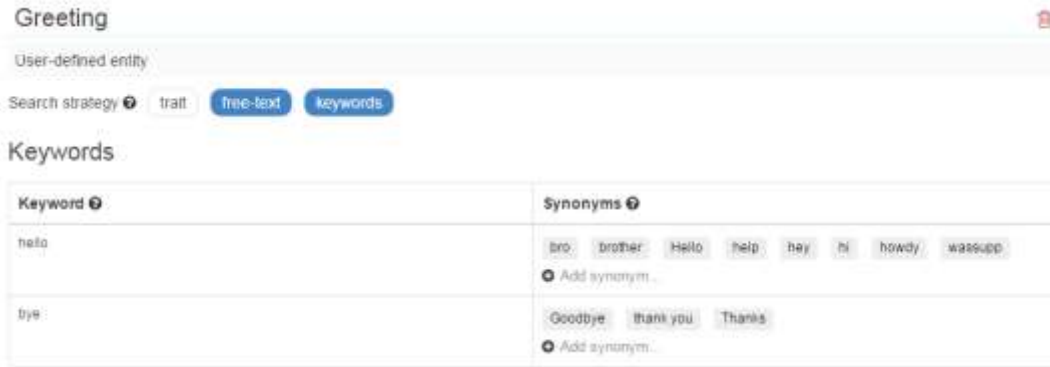 Greeting
User-defined entity
Search strategy trait free-text keywords
Keywords
Keyword Synonyms
hello bro brother Hello help hey hi howdy wassupp
Add synonym...
bye Goodbye thank you Thanks
Add synonym...